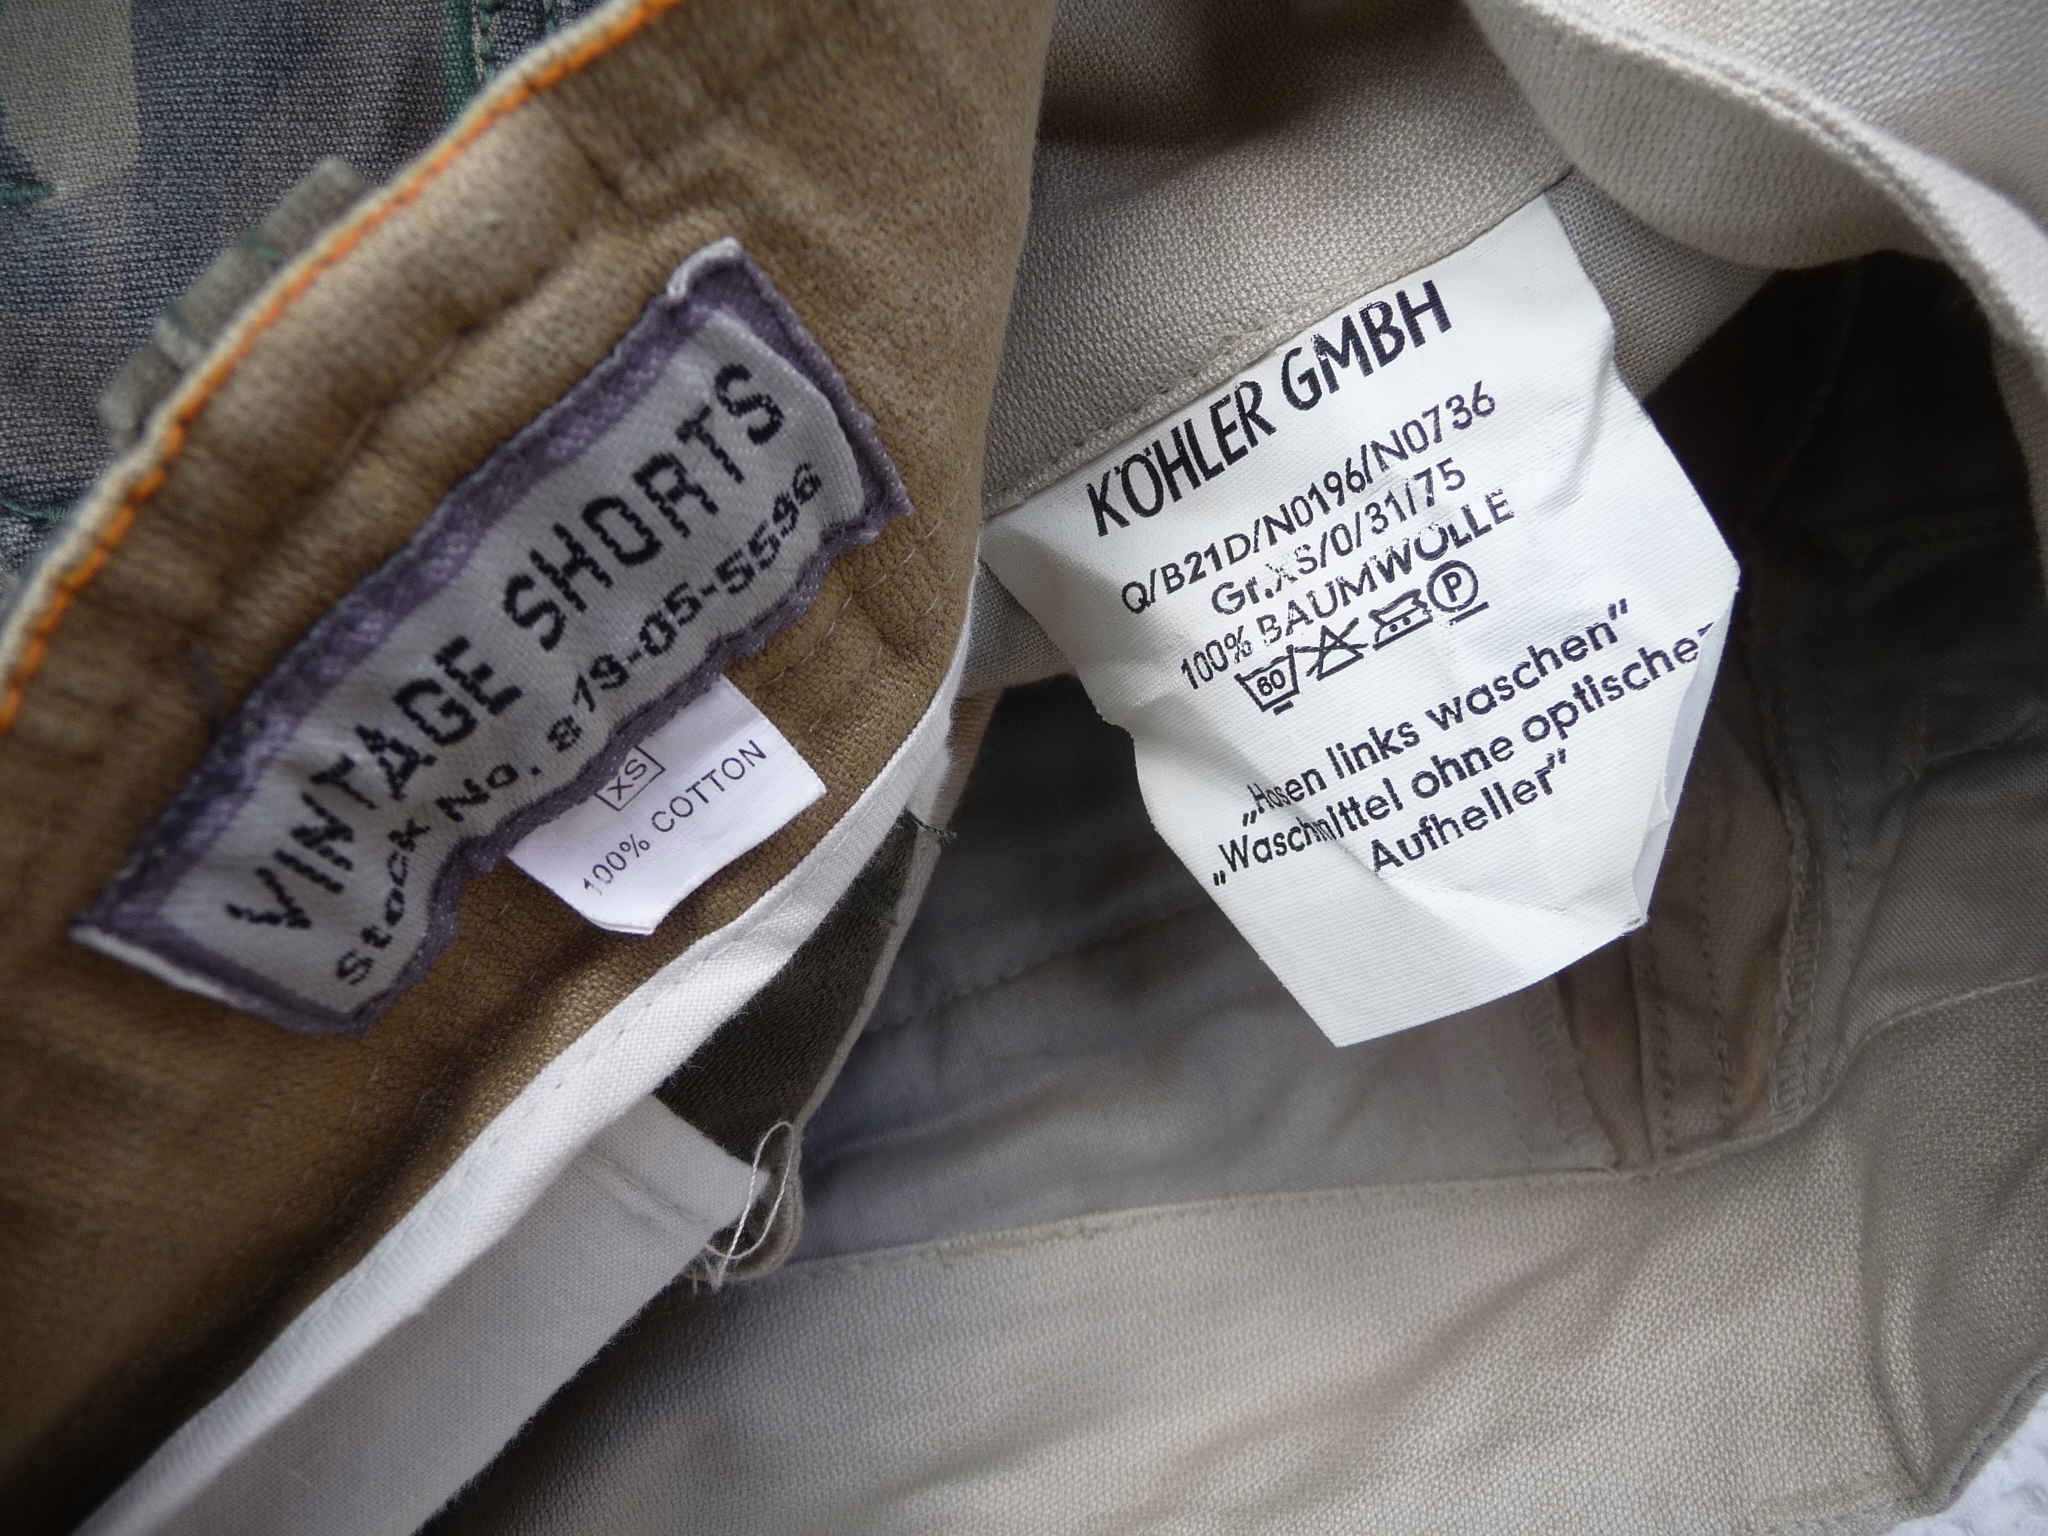 VINTAGE SHORTS
Stock No. 819-05-5596
XS
100% COTTON
KÖHLER GMBH
Q/B21D/N0196/N0736
Gr.XS/0/31/75
100% BAUMWOLLE
60 P
„Hosen links waschen”
„Waschmittel ohne optische
Aufheller”